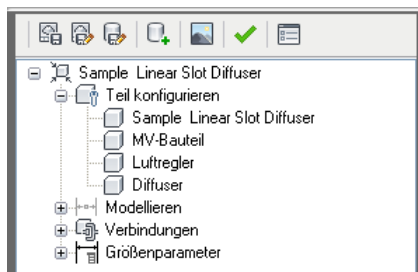 Sample Linear Slot Diffuser
Teil konfigurieren
Sample Linear Slot Diffuser
MV-Bauteil
Luftregler
Diffuser
Modellieren
Verbindungen
Größenparameter